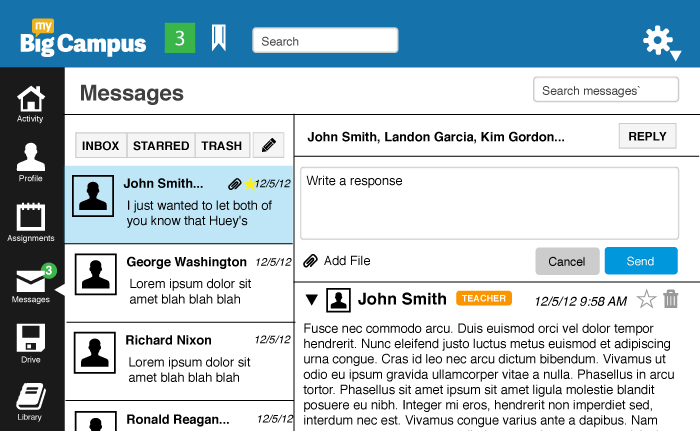 my
Big Campus
3
Search
Activity
Profile
Assignments
3
Messages
Drive
Library
Messages
Search messages`
INBOX
STARRED
TRASH
John Smith...
12/5/12
I just wanted to let both of
you know that Huey's
George Washington
12/5/12
Lorem ipsum dolor sit
amet blah blah blah
Richard Nixon
12/5/12
Lorem ipsum dolor sit
amet blah blah blah
Ronald Reagan...
12/5/12
John Smith, Landon Garcia, Kim Gordon...
REPLY
Write a response
Add File
Cancel
Send
John Smith
TEACHER
12/5/12 9:58 AM
Fusce nec commodo arcu. Duis euismod orci vel dolor tempor
hendrerit. Nunc eleifend justo luctus metus euismod et adipiscing
urna congue. Cras id leo nec arcu dictum bibendum. Vivamus ut
odio eu ipsum gravida ullamcorper vitae a nulla. Phasellus in arcu
tortor. Phasellus sit amet ipsum sit amet ligula molestie blandit
posuere eu nibh. Integer mi eros, hendrerit non imperdiet sed,
interdum nec est. Vivamus congue varius ante a dapibus. Nam